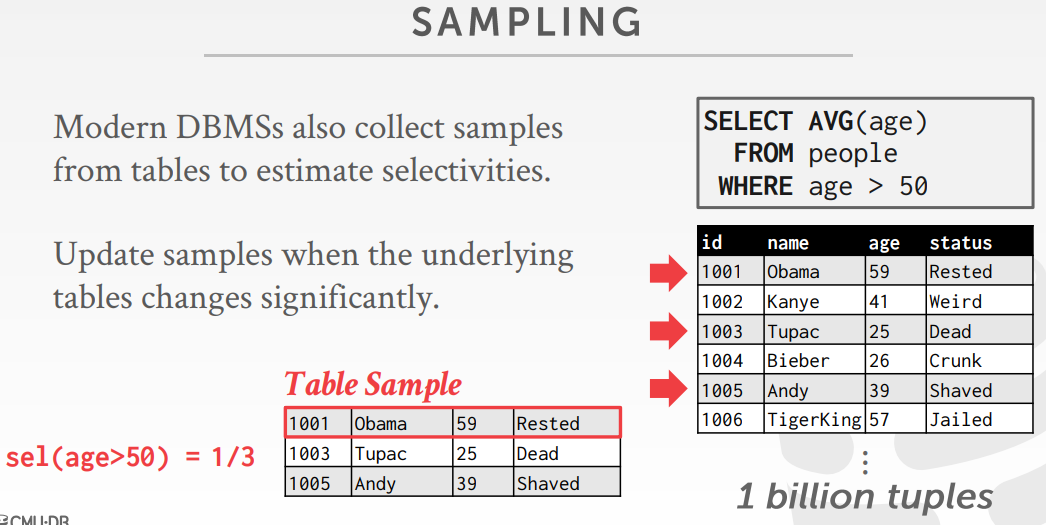 SAMPLING
Modern DBMSs also collect samples
from tables to estimate selectivities.
Update samples when the underlying
tables changes significantly.
SELECT AVG(age)
FROM people
WHERE age > 50
id name age status
1001 Obama 59 Rested
1002 Kanye 41 Weird
1003 Tupac 25 Dead
1004 Bieber 26 Crunk
1005 Andy 39 Shaved
1006 TigerKing 57 Jailed
⋮
1 billion tuples
Table Sample
1001 Obama 59 Rested
1003 Tupac 25 Dead
1005 Andy 39 Shaved
sel(age>50) = 1/3
CMU·DB